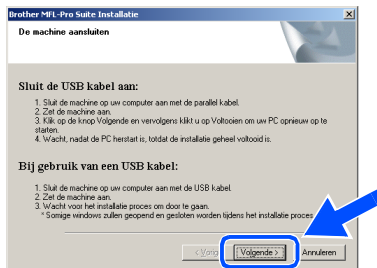 Brother MFL-Pro Suite Installatie
De machine aansluiten
Sluit de USB kabel aan:
1. Sluit de machine op uw computer aan met de parallel kabel.
2. Zet de machine aan.
3. Klik op de knop Volgende en vervolgens klikt u op Voltooien om uw PC opnieuw op te
starten.
4. Wacht, nadat de PC herstart is, totdat de installatie geheel voltooid is.
Bij gebruik van een USB kabel:
1. Sluit de machine op uw computer aan met de USB kabel.
2. Zet de machine aan.
3. Wacht voor het installatie proces om door te gaan.
* Somige windows zullen geopend en gesloten worden tijdens het installatie proces
Volgende > Annuleren